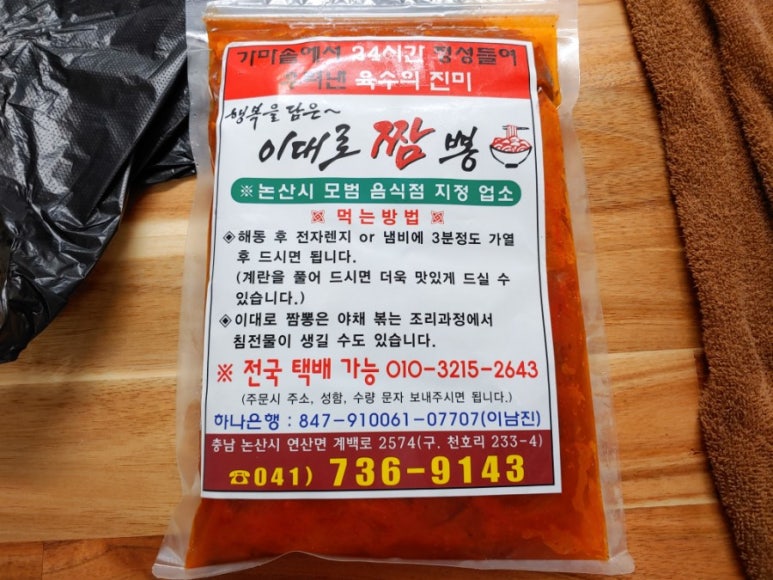 가마솥에서 24시간 정성들여
우려낸 육수의 진미
행복을 담은~
이대로 짬뽕
※논산시 모범 음식점 지정 업소
※ 먹는방법 ※
◈해동 후 전자렌지 or 냄비에 3분정도 가열
후 드시면 됩니다.
(계란을 풀어 드시면 더욱 맛있게 드실 수
있습니다.)
◈이대로 짬뽕은 야채 볶는 조리과정에서
침전물이 생길 수도 있습니다.
※ 전국 택배 가능 010-3215-2643
(주문시 주소, 성함, 수량 문자 보내주시면 됩니다.)
하나은행 : 847-910061-07707(이남진)
충남 논산시 연산면 계백로 2574(구. 천호리 233-4)
☎041) 736-9143